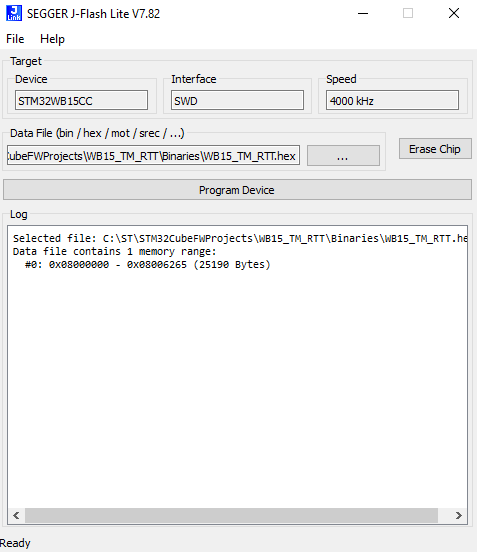 J
LINK
SEGGER J-Flash Lite V7.82
File Help
Target
Device
STM32WB15CC
Interface
SWD
Speed
4000 kHz
Data File (bin / hex / mot / srec / ...)
CubeFWProjects\WB15_TM_RTT\Binaries\WB15_TM_RTT.hex
...
Erase Chip
Program Device
Log
Selected file: C:\ST\STM32CubeFWProjects\WB15_TM_RTT\Binaries\WB15_TM_RTT.he
Data file contains 1 memory range:
#0: 0x08000000 - 0x08006265 (25190 Bytes)
Ready